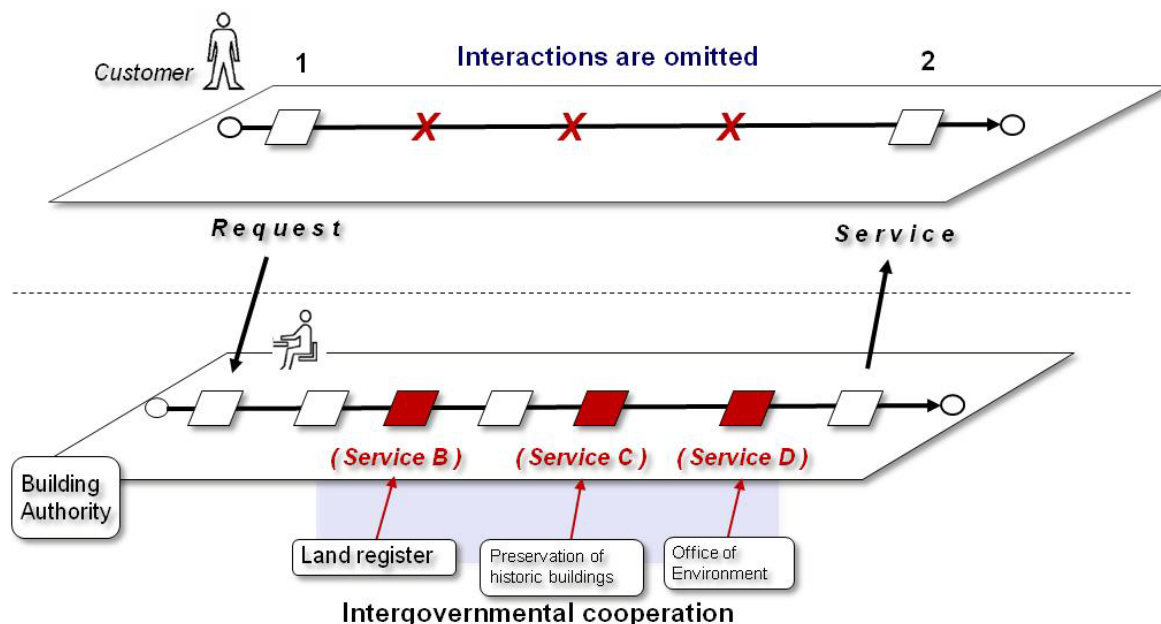 Customer
1
Interactions are omitted
2
X X X
Request
Service
( Service B )
( Service C )
( Service D )
Building
Authority
Land register
Preservation of
historic buildings
Office of
Environment
Intergovernmental cooperation